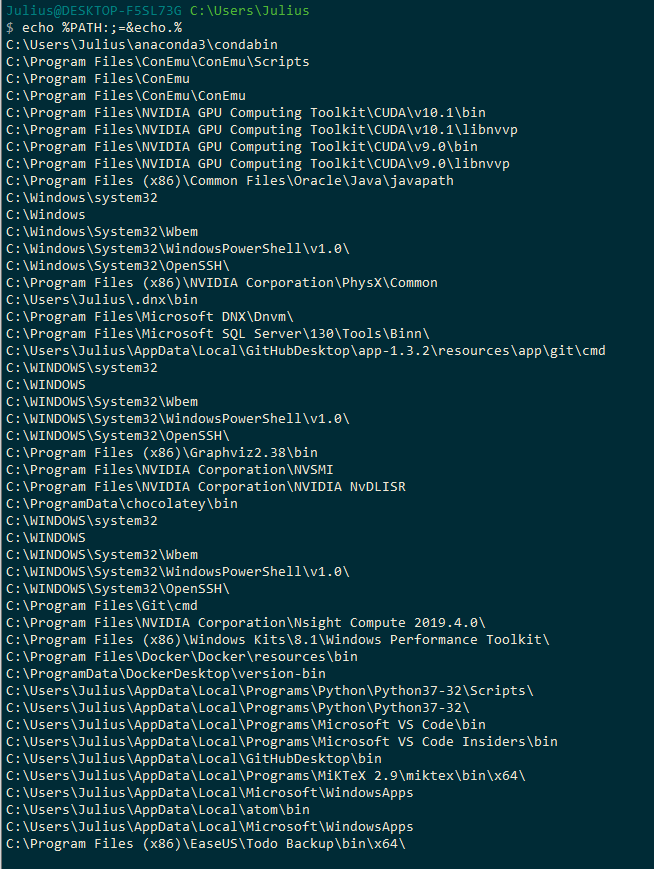 Julius@DESKTOP-F5SL73G C:\Users\Julius
$ echo %PATH:;=&echo.%
C:\Users\Julius\anaconda3\condabin
C:\Program Files\ConEmu\ConEmu\Scripts
C:\Program Files\ConEmu
C:\Program Files\ConEmu\ConEmu
C:\Program Files\NVIDIA GPU Computing Toolkit\CUDA\v10.1\bin
C:\Program Files\NVIDIA GPU Computing Toolkit\CUDA\v10.1\libnvvp
C:\Program Files\NVIDIA GPU Computing Toolkit\CUDA\v9.0\bin
C:\Program Files\NVIDIA GPU Computing Toolkit\CUDA\v9.0\libnvvp
C:\Program Files (x86)\Common Files\Oracle\Java\javapath
C:\Windows\system32
C:\Windows
C:\Windows\System32\Wbem
C:\Windows\System32\WindowsPowerShell\v1.0\
C:\Windows\System32\OpenSSH\
C:\Program Files (x86)\NVIDIA Corporation\PhysX\Common
C:\Users\Julius\.dnx\bin
C:\Program Files\Microsoft DNX\Dnvm\
C:\Program Files\Microsoft SQL Server\130\Tools\Binn\
C:\Users\Julius\AppData\Local\GitHubDesktop\app-1.3.2\resources\app\git\cmd
C:\WINDOWS\system32
C:\WINDOWS
C:\WINDOWS\System32\Wbem
C:\WINDOWS\System32\WindowsPowerShell\v1.0\
C:\WINDOWS\System32\OpenSSH\
C:\Program Files (x86)\Graphviz2.38\bin
C:\Program Files\NVIDIA Corporation\NVSMI
C:\Program Files\NVIDIA Corporation\NVIDIA NvDLISR
C:\ProgramData\chocolatey\bin
C:\WINDOWS\system32
C:\WINDOWS
C:\WINDOWS\System32\Wbem
C:\WINDOWS\System32\WindowsPowerShell\v1.0\
C:\WINDOWS\System32\OpenSSH\
C:\Program Files\Git\cmd
C:\Program Files\NVIDIA Corporation\Nsight Compute 2019.4.0\
C:\Program Files (x86)\Windows Kits\8.1\Windows Performance Toolkit\
C:\Program Files\Docker\Docker\resources\bin
C:\ProgramData\DockerDesktop\version-bin
C:\Users\Julius\AppData\Local\Programs\Python\Python37-32\Scripts\
C:\Users\Julius\AppData\Local\Programs\Python\Python37-32\
C:\Users\Julius\AppData\Local\Programs\Microsoft VS Code\bin
C:\Users\Julius\AppData\Local\Programs\Microsoft VS Code Insiders\bin
C:\Users\Julius\AppData\Local\GitHubDesktop\bin
C:\Users\Julius\AppData\Local\Programs\MiKTeX 2.9\miktex\bin\x64\
C:\Users\Julius\AppData\Local\Microsoft\WindowsApps
C:\Users\Julius\AppData\Local\atom\bin
C:\Users\Julius\AppData\Local\Microsoft\WindowsApps
C:\Program Files (x86)\EaseUS\Todo Backup\bin\x64\